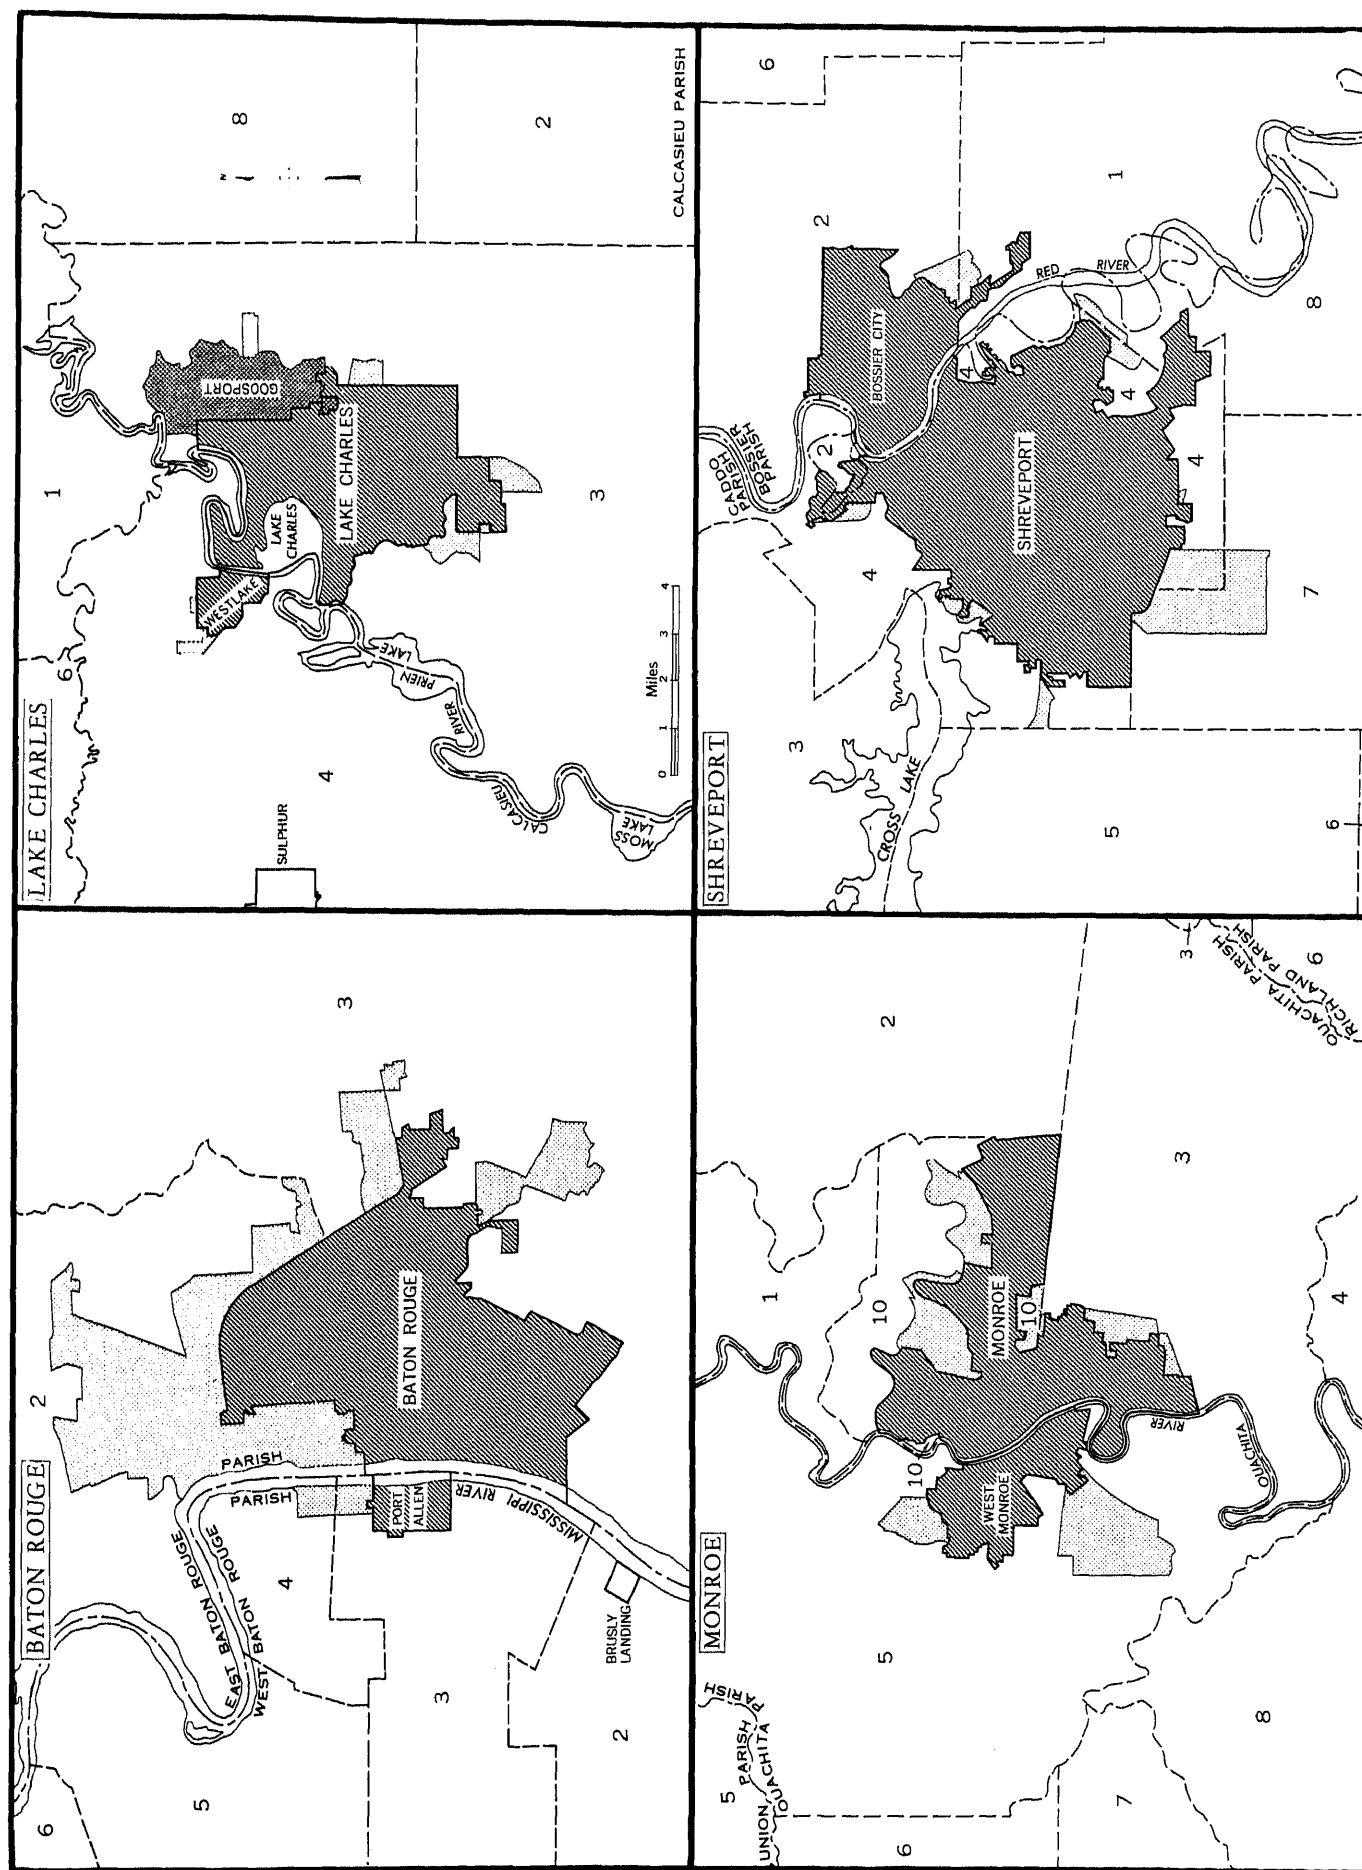 BATON ROUGE
2
3
PARISH
PARISH
EAST BATON ROUGE
WEST BATON ROUGE
BATON ROUGE
PORT
ALLEN
MISSISSIPPI RIVER
BRUSLY
LANDING
4
3
2
5
6
LAKE CHARLES
6
1
8
N
2
CALCASIEU PARISH
GOOSPORT
WESTLAKE
LAKE
CHARLES
LAKE CHARLES
3
4
SULPHUR
PRIEN
LAKE
CALCASIEU RIVER
MOSS
LAKE
Miles
0 1 2 3 4
MONROE
UNION PARISH
OUACHITA PARISH
5
6
7
8
5
1
10
10
10
2
3
4
MONROE
WEST
MONROE
OUACHITA RIVER
3
6
OUACHITA PARISH
RICHLAND PARISH
SHREVEPORT
3
CROSS LAKE
4
CADDO
PARISH
BOSSIER
PARISH
2
BOSSIER CITY
2
6
1
RED RIVER
4
SHREVEPORT
4
4
8
7
5
6